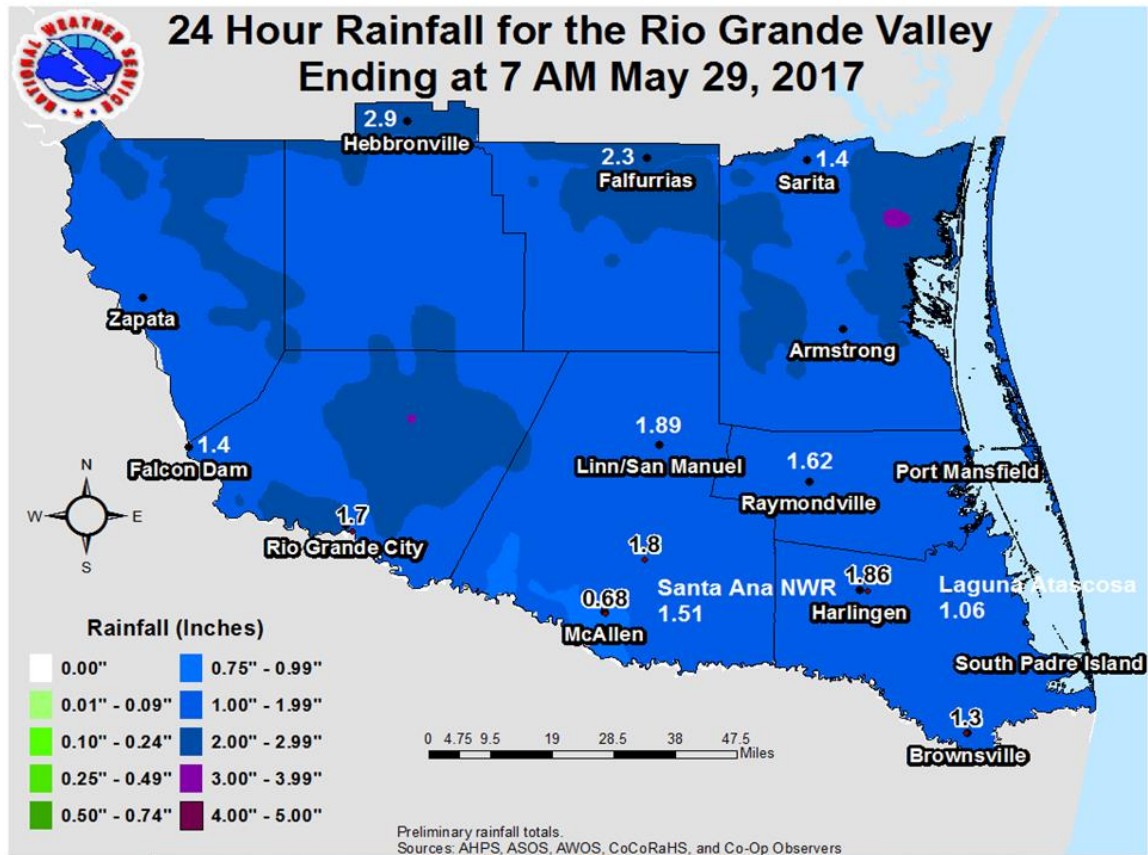 24 Hour Rainfall for the Rio Grande Valley
Ending at 7 AM May 29, 2017
NATIONAL WEATHER SERVICE
2.9
Hebbronville
2.3
Falfurrias
1.4
Sarita
Zapata
Armstrong
1.4
Falcon Dam
1.89
Linn/San Manuel
1.62
Raymondville
Port Mansfield
1.7
Rio Grande City
1.8
0.68
McAllen
Santa Ana NWR
1.51
1.86
Harlingen
Laguna Atascosa
1.06
South Padre Island
1.3
Brownsville
N
W E
S
Rainfall (Inches)
0.00" 0.75" - 0.99"
0.01" - 0.09" 1.00" - 1.99"
0.10" - 0.24" 2.00" - 2.99"
0.25" - 0.49" 3.00" - 3.99"
0.50" - 0.74" 4.00" - 5.00"
0 4.75 9.5 19 28.5 38 47.5
Miles
Preliminary rainfall totals.
Sources: AHPS, ASOS, AWOS, CoCoRaHS, and Co-Op Observers